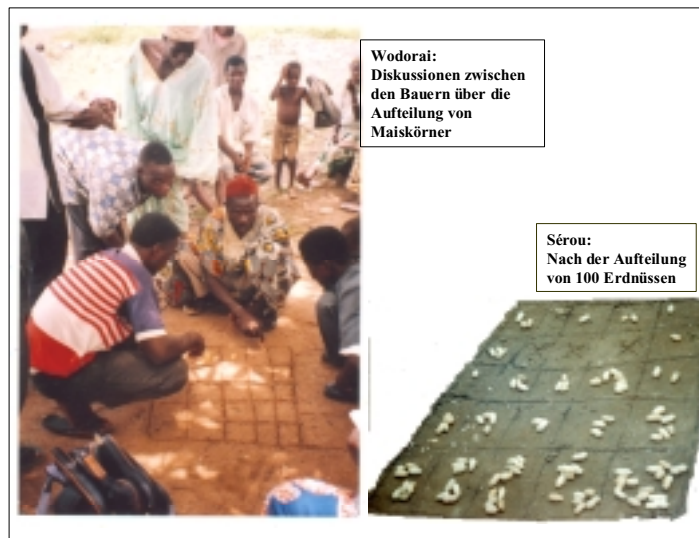 Wodorai:
Diskussionen zwischen
den Bauern über die
Aufteilung von
Maiskörner
Sérou:
Nach der Aufteilung
von 100 Erdnüssen